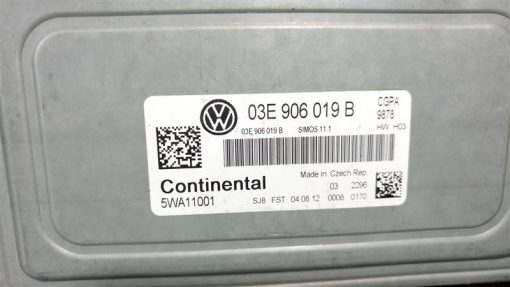 03E 906 019 B
CGPA
9878
03E 906 019 B SIMOS 11.1
HW: H03
Continental
Made in Czech Rep
03 2296
5WA11001
SJ8 FST 04.08.12 0008 0170